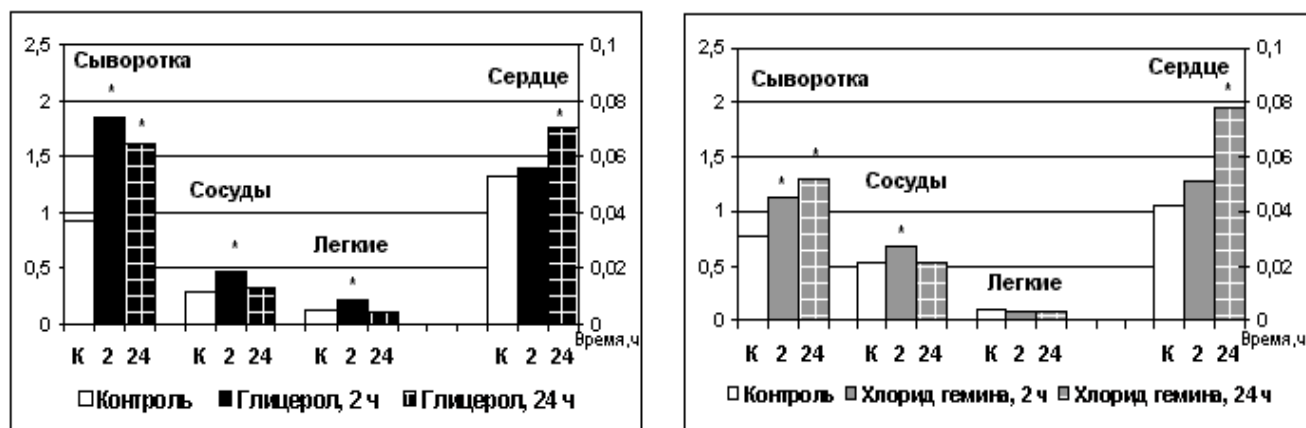 2,5
2
1,5
1
0,5
0
Сыворотка
*
*
Сосуды
*
Легкие
*
Сердце
*
0,1
0,08
0,06
0,04
0,02
0
К 2 24 К 2 24 К 2 24 К 2 24
Время,ч
Контроль Глицерол, 2 ч Глицерол, 24 ч
2,5
2
1,5
1
0,5
0
Сыворотка
*
*
Сосуды
*
Легкие
Сердце
*
0,1
0,08
0,06
0,04
0,02
0
К 2 24 К 2 24 К 2 24 К 2 24
Время,ч
Контроль Хлорид гемина, 2 ч Хлорид гемина, 24 ч